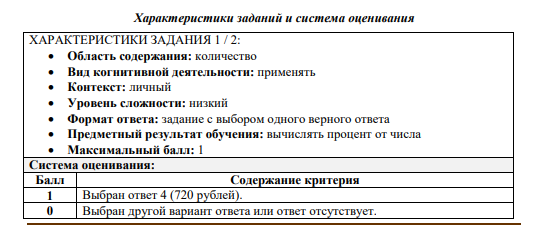 Характеристики заданий и система оценивания
ХАРАКТЕРИСТИКИ ЗАДАНИЯ 1 / 2:
• Область содержания: количество
• Вид когнитивной деятельности: применять
• Контекст: личный
• Уровень сложности: низкий
• Формат ответа: задание с выбором одного верного ответа
• Предметный результат обучения: вычислять процент от числа
• Максимальный балл: 1
Система оценивания:
Балл Содержание критерия
1 Выбран ответ 4 (720 рублей).
0 Выбран другой вариант ответа или ответ отсутствует.